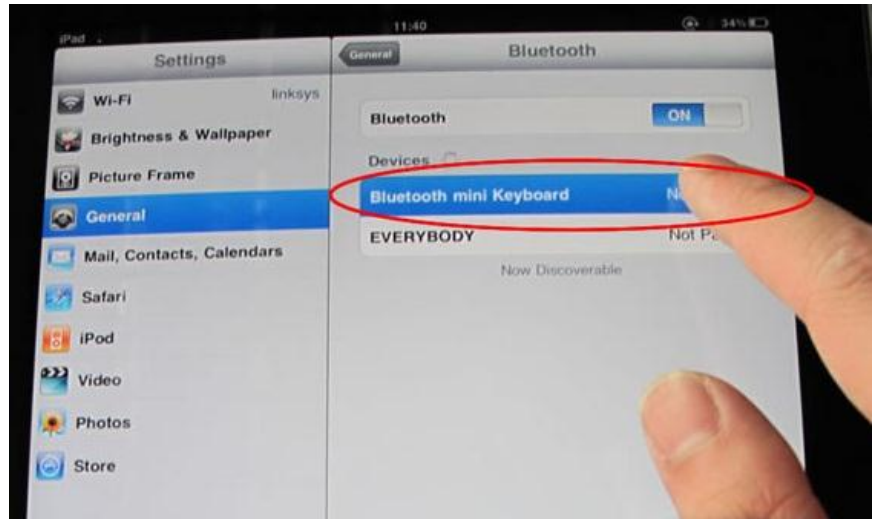 iPad
11:40
34%
Settings
General
Bluetooth
Wi-Fi linksys
Brightness & Wallpaper
Picture Frame
General
Mail, Contacts, Calendars
Safari
iPod
Video
Photos
Store
Bluetooth ON
Devices
Bluetooth mini Keyboard
EVERYBODY Not
Now Discoverable